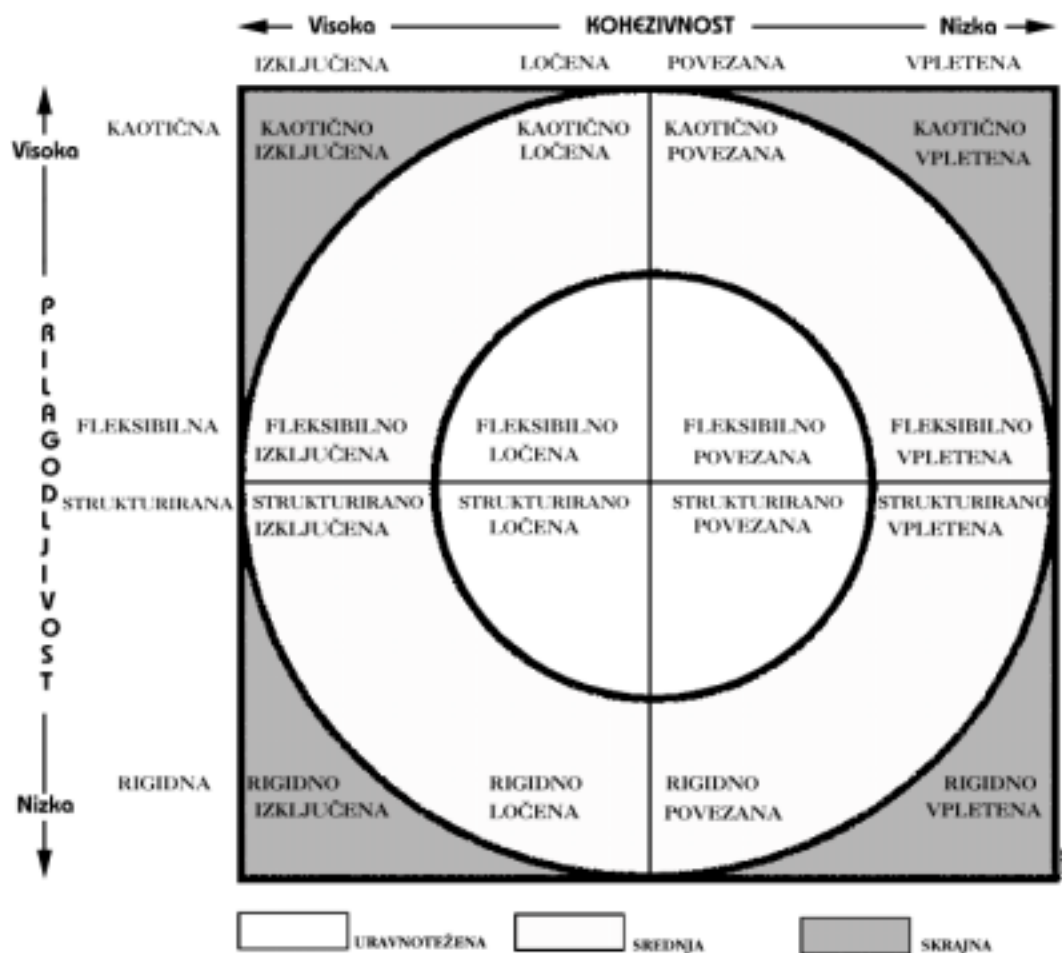 Visoka KOHEZIVNOST Nizka
IZKLJUČENA LOČENA POVEZANA VPLETENA
KAOTIČNA
Visoka
KAOTIČNO KAOTIČNO KAOTIČNO KAOTIČNO
IZKLJUČENA LOČENA POVEZANA VPLETENA
PRILAGODLJIVOST
FLEKSIBILNA FLEKSIBILNO FLEKSIBILNO FLEKSIBILNO FLEKSIBILNO
IZKLJUČENA LOČENA POVEZANA VPLETENA
STRUKTURIRANA STRUKTURIRANO STRUKTURIRANO STRUKTURIRANO STRUKTURIRANO
IZKLJUČENA LOČENA POVEZANA VPLETENA
RIGIDNA RIGIDNO RIGIDNO RIGIDNO RIGIDNO
Nizka IZKLJUČENA LOČENA POVEZANA VPLETENA
URAVNOTEŽENA SREDNJA SKRAJNA